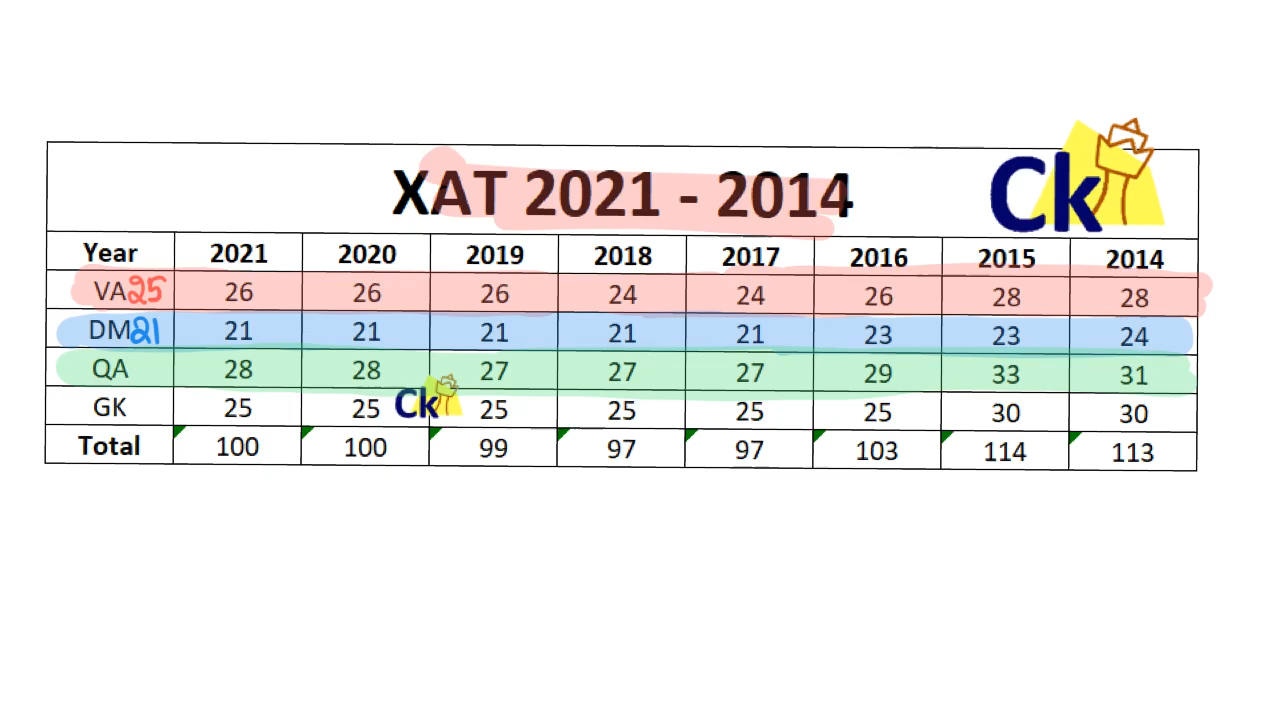 XAT 2021 - 2014
Ck
Year 2021 2020 2019 2018 2017 2016 2015 2014
VA 25 26 26 26 24 24 26 28 28
DM 21 21 21 21 21 21 23 23 24
QA 28 28 27 27 27 29 33 31
GK 25 25 Ck 25 25 25 25 30 30
Total 100 100 99 97 97 103 114 113